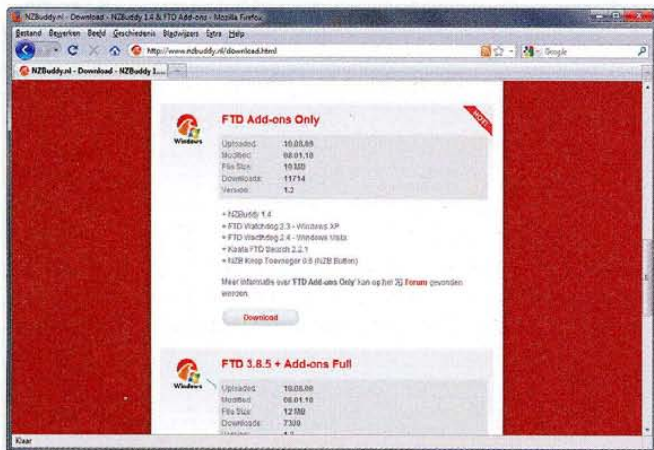 NZBuddy.nl - Download - NZBuddy 1.4 & FTD Add-ons - Mozilla Firefox
Bestand Bewerken Beeld Geschiedenis Bladwijzers Extra Help
http://www.nzbuddy.nl/download.html
Google
NZBuddy.nl - Download - NZBuddy 1....
FTD Add-ons Only
HOT!
Windows
Uploaded: 10.08.09
Modified: 08.01.10
File Size: 10 MB
Downloads: 11714
Version: 1.2
+ NZBuddy 1.4
+ FTD Watchdog 2.3 - Windows XP
+ FTD Watchdog 2.4 - Windows Vista
+ Koala FTD Search 2.2.1
+ NZB Knop Toevoeger 0.6 (NZB Button)
Meer informatie over 'FTD Add-ons Only' kan op het Forum gevonden
worden.
Download
FTD 3.8.5 + Add-ons Full
Windows
Uploaded: 10.08.09
Modified: 08.01.10
File Size: 12 MB
Downloads: 7300
Klaar